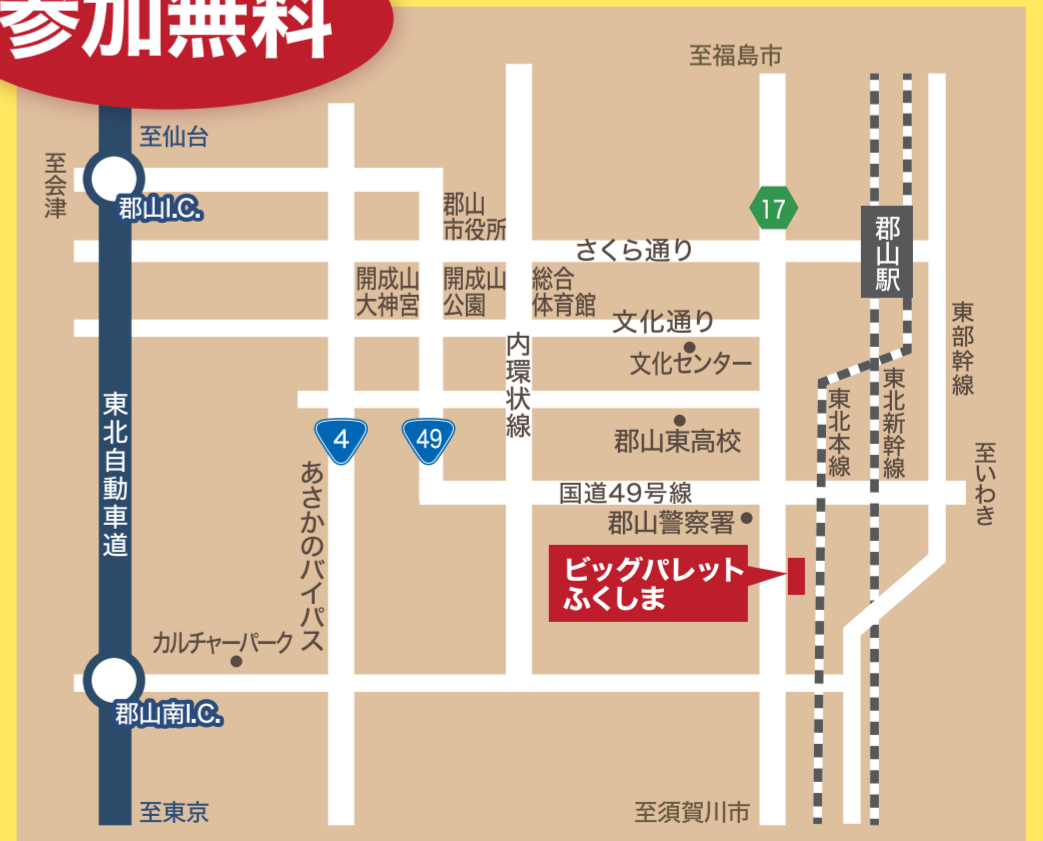 参加無料
至福島市
至仙台
至会津
郡山I.C.
郡山
市役所
17
郡山駅
さくら通り
開成山
大神宮
開成山
公園
総合
体育館
文化通り
文化センター
内環状線
東部幹線
東北新幹線
東北本線
東北自動車道
4
49
郡山東高校
至いわき
あさかのバイパス
国道49号線
郡山警察署
ビッグパレット
ふくしま
カルチャーパーク
郡山南I.C.
至東京
至須賀川市